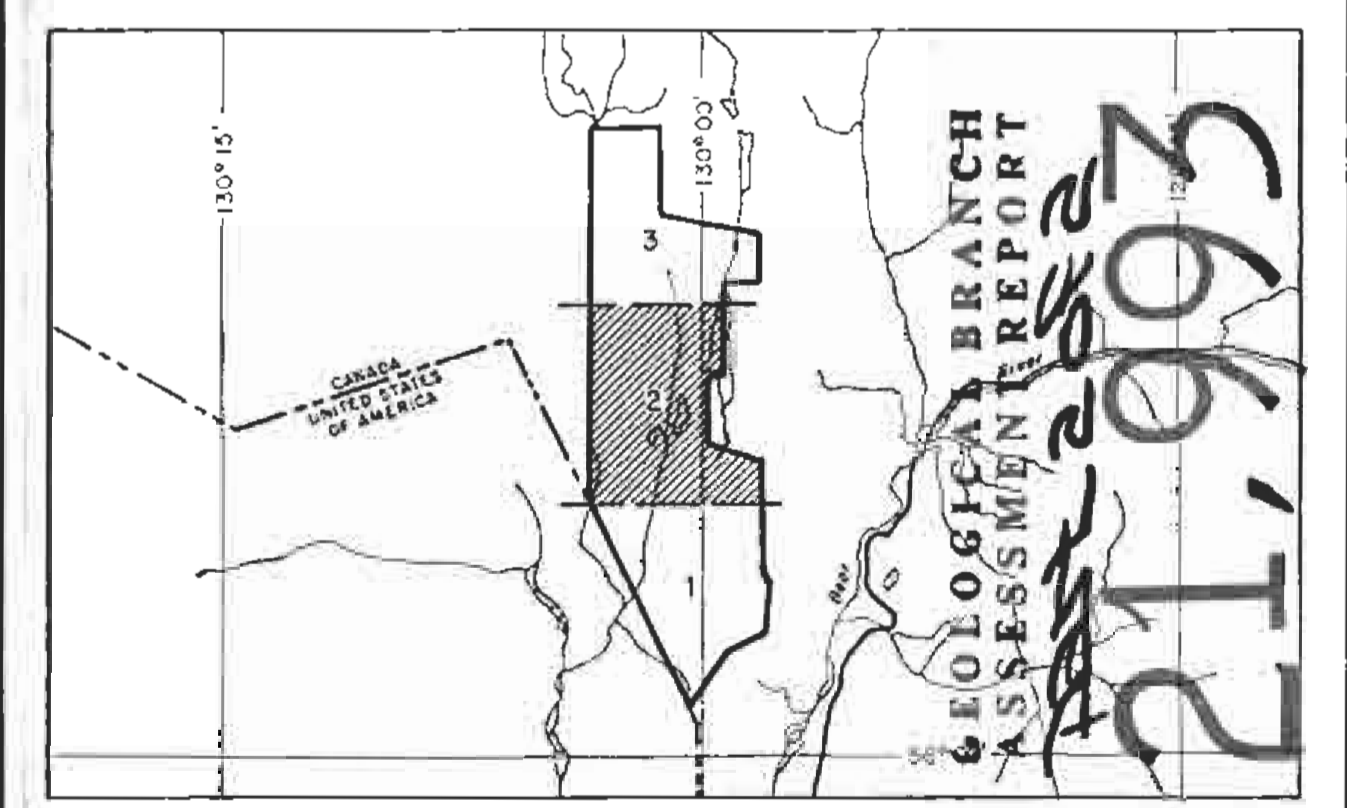 130° 15'
130° 00'
3
CANADA
UNITED STATES
OF AMERICA
2
1
River
Bear
56°
GEOLOGICAL BRANCH
ASSESSMENT REPORT
21,993